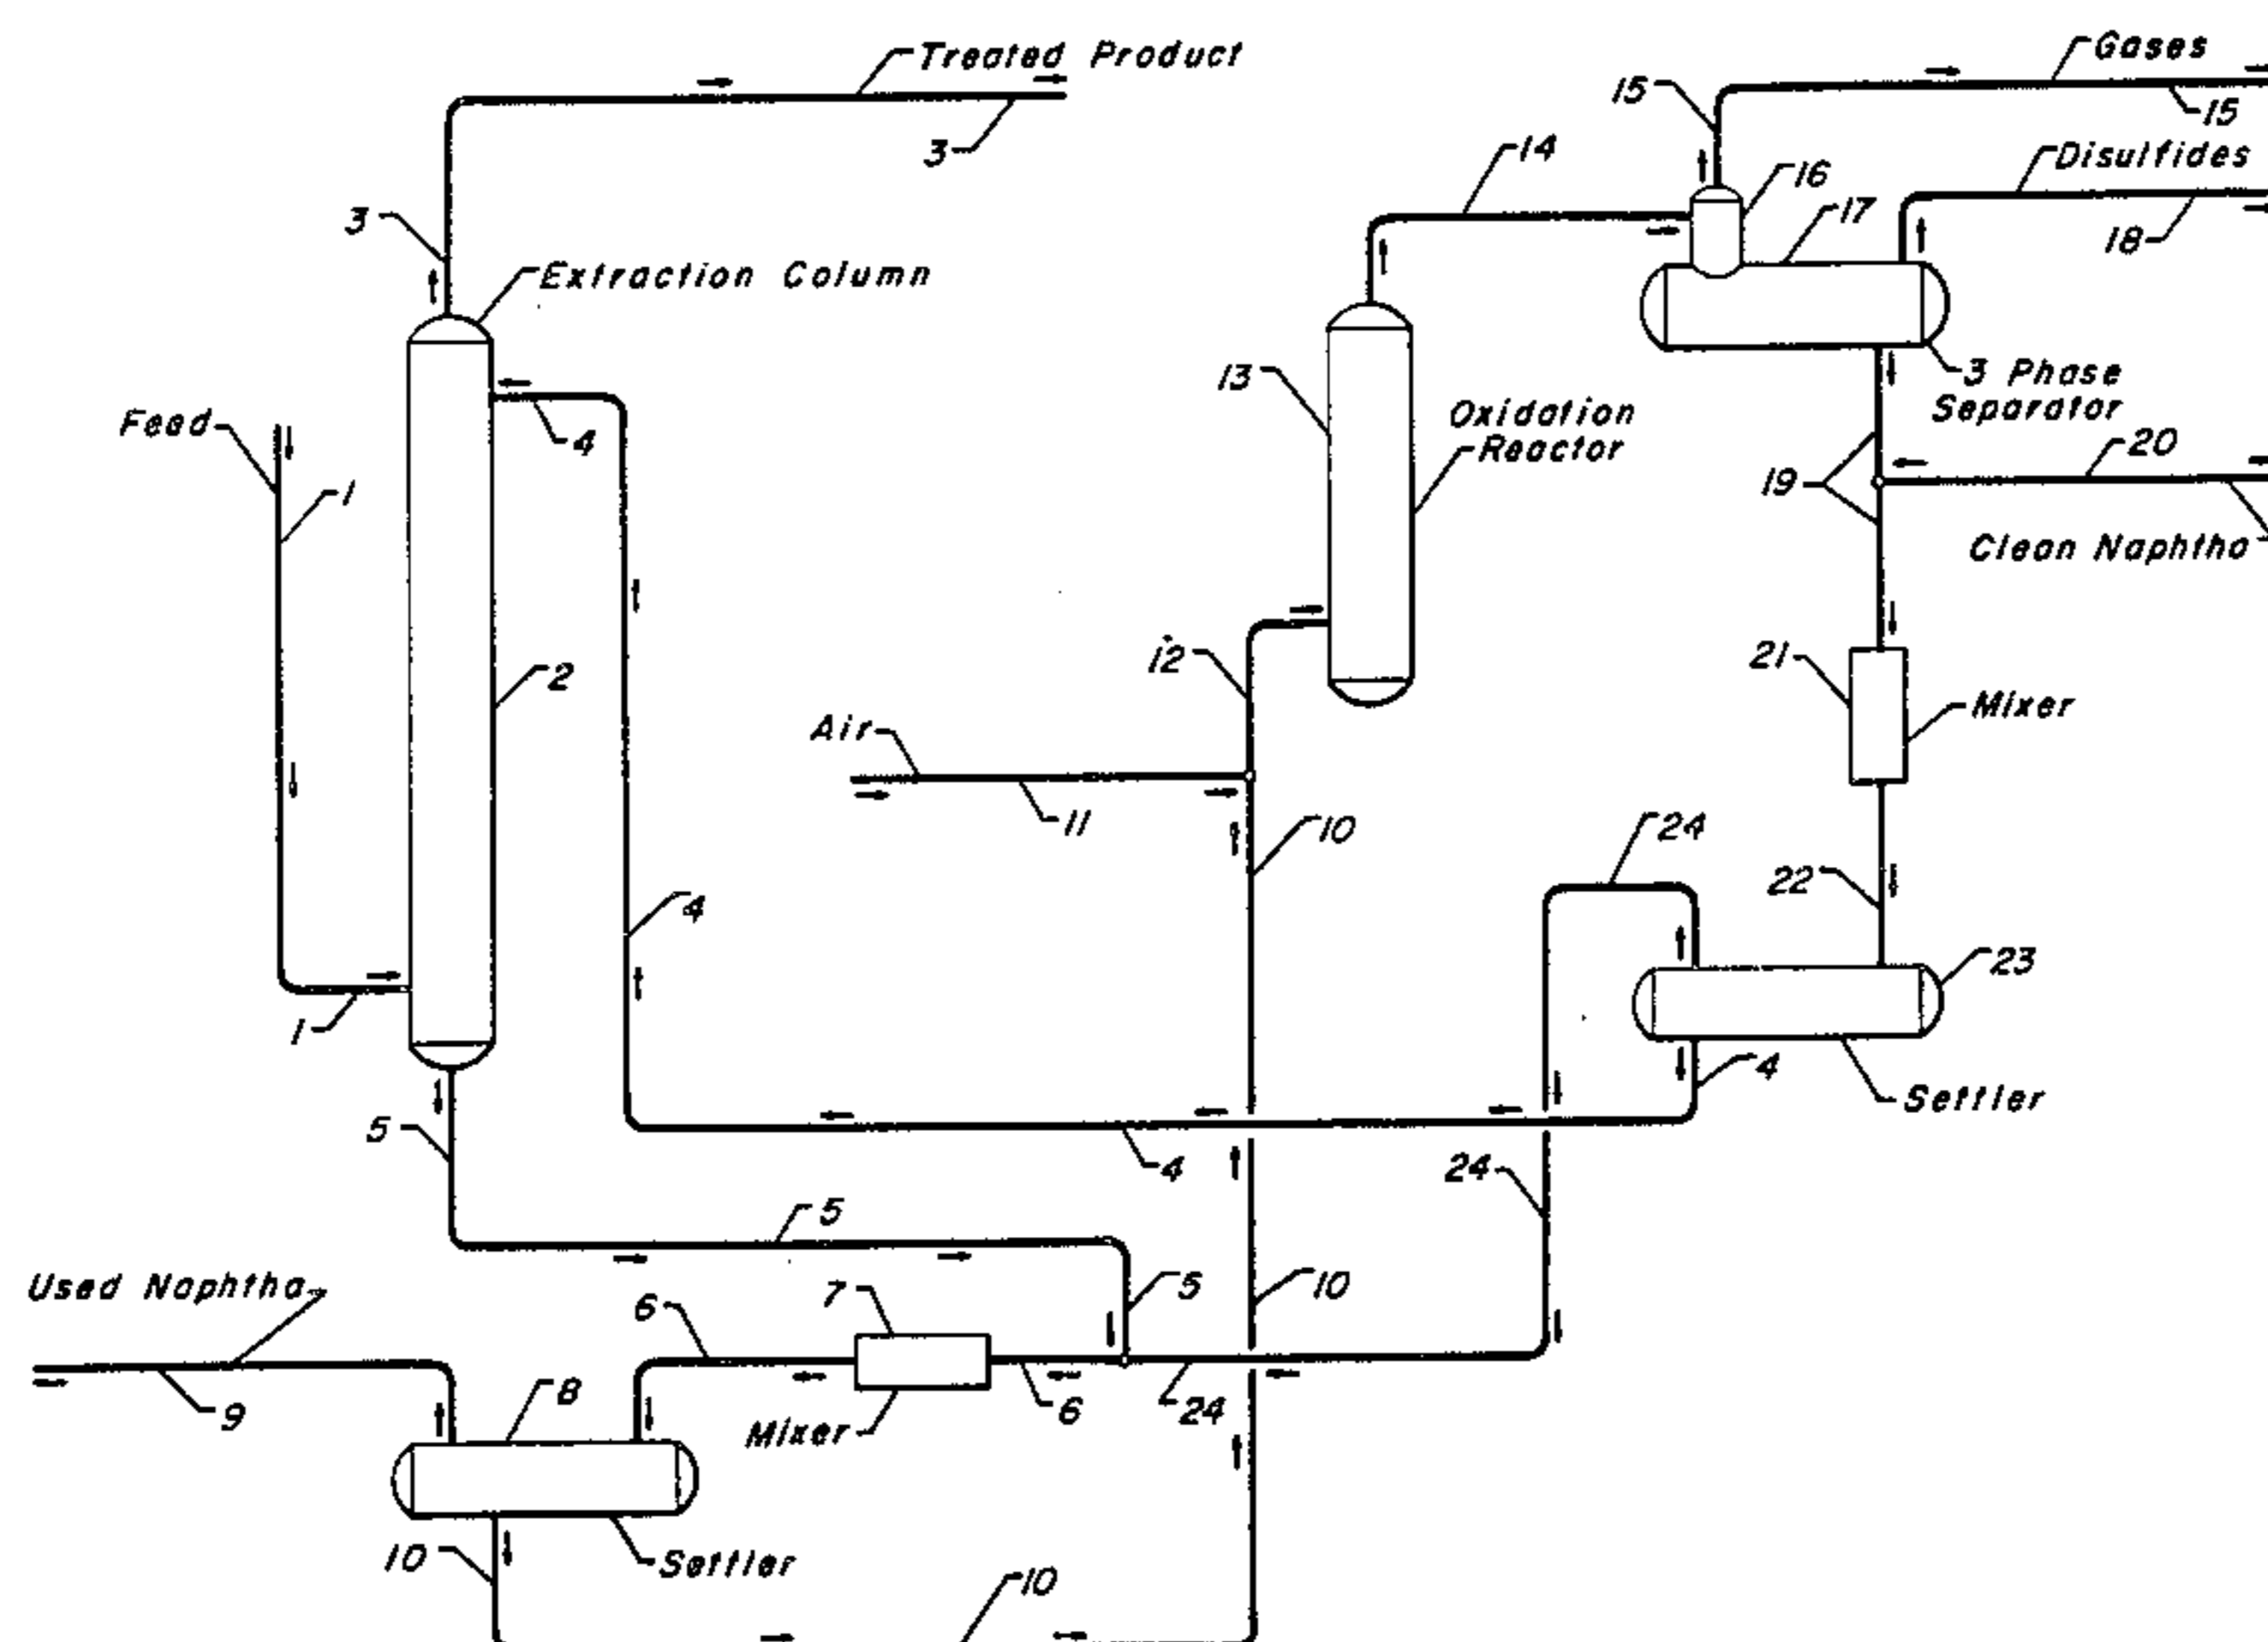 Treated Product
3
3
Extraction Column
Feed
1
4
2
1
4
5
5
5
4
Used Naphtha
9
8
6
7
Mixer
6
24
10
Settler
10
10
10
Air
11
12
13
Oxidation
Reactor
14
15
Gases
15
16
Disulfides
17
18
3 Phase
Separator
19
20
Clean Naphtha
21
Mixer
22
24
23
4
Settler
24